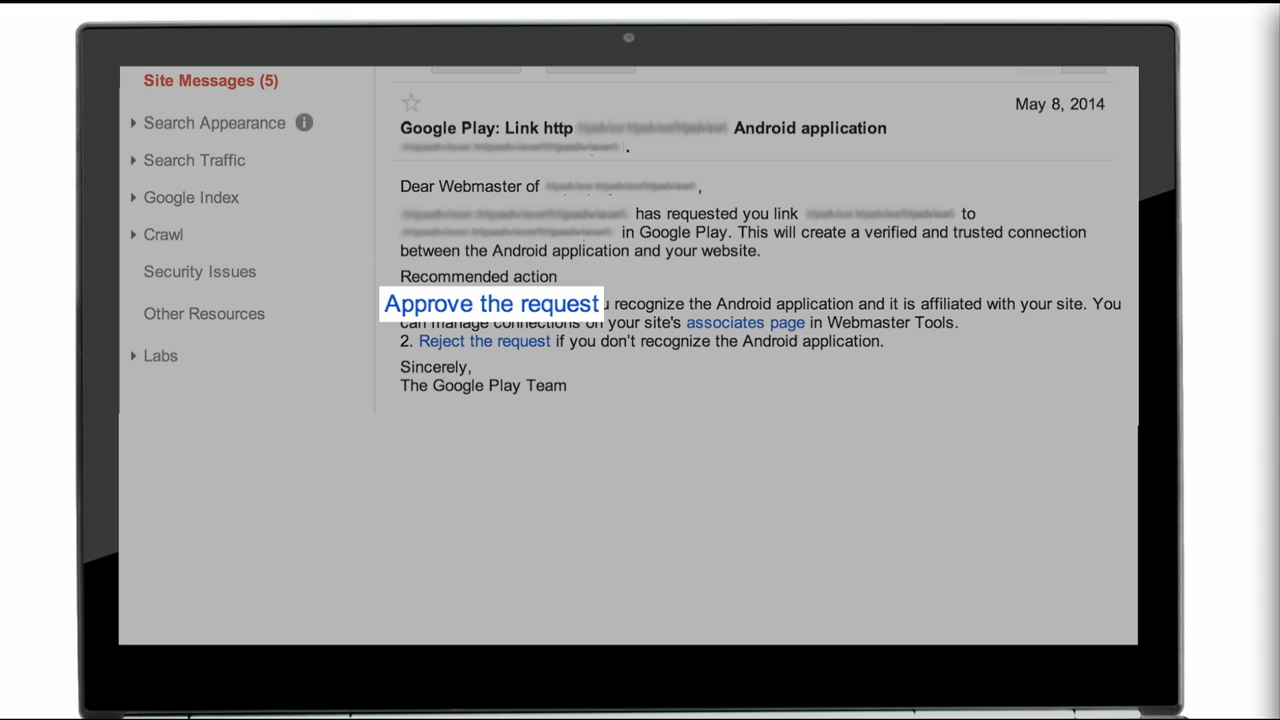 Site Messages (5)
Search Appearance
Search Traffic
Google Index
Crawl
Security Issues
Other Resources
Labs
May 8, 2014
Google Play: Link http Android application
.
Dear Webmaster of ,
has requested you link to
in Google Play. This will create a verified and trusted connection
between the Android application and your website.
Recommended action
Approve the request recognize the Android application and it is affiliated with your site. You
can manage connections on your site's associates page in Webmaster Tools.
2. Reject the request if you don't recognize the Android application.
Sincerely,
The Google Play Team